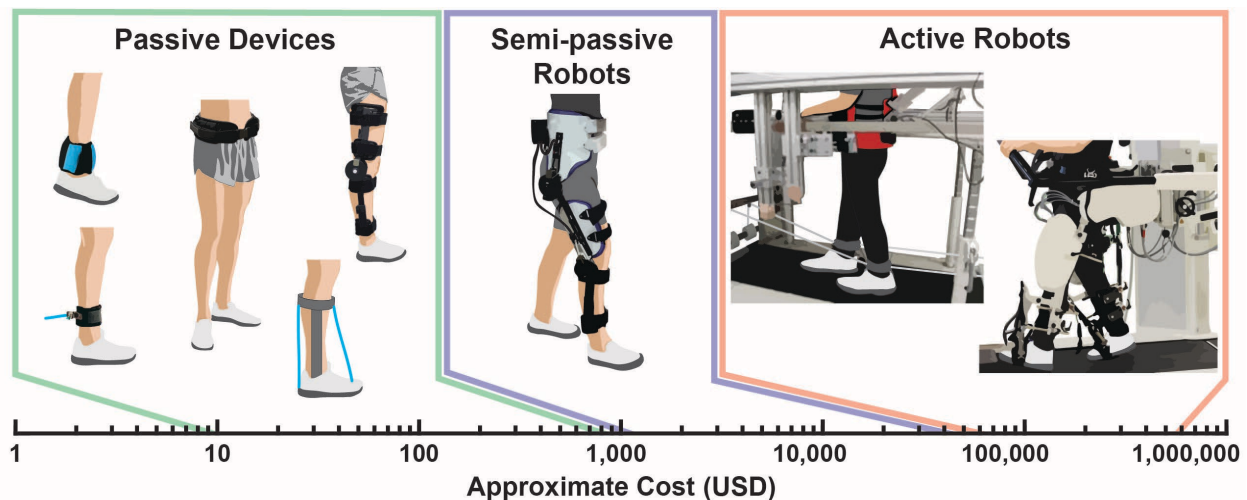 Passive Devices
Semi-passive
Robots
Active Robots
1
10
100
1,000
10,000
100,000
1,000,000
Approximate Cost (USD)